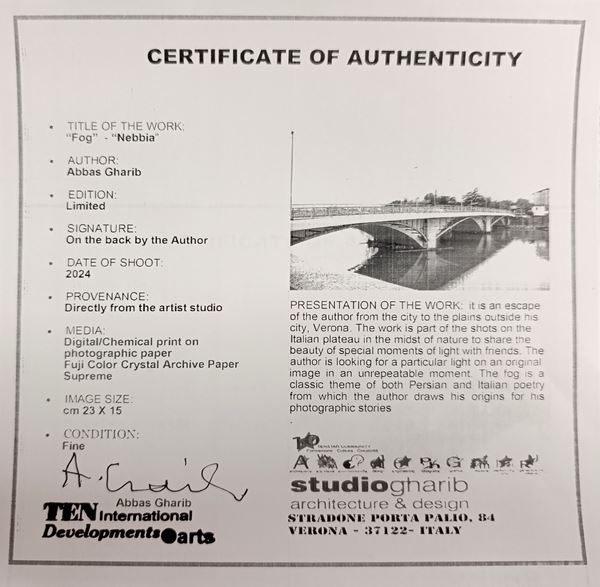 CERTIFICATE OF AUTHENTICITY
TITLE OF THE WORK:
“Fog” - “Nebbia”
AUTHOR:
Abbas Gharib
EDITION:
Limited
SIGNATURE:
On the back by the Author
DATE OF SHOOT:
2024
PROVENANCE:
Directly from the artist studio
MEDIA:
Digital/Chemical print on
photographic paper
Fuji Color Crystal Archive Paper
Supreme
IMAGE SIZE:
cm 23 X 15
CONDITION:
Fine
A. Gharib
Abbas Gharib
TEN International
Developments arts
PRESENTATION OF THE WORK: it is an escape
of the author from the city to the plains outside his
city, Verona. The work is part of the shots on the
Italian plateau in the midst of nature to share the
beauty of special moments of light with friends. The
author is looking for a particular light on an original
image in an unrepeatable moment. The fog is a
classic theme of both Persian and Italian poetry
from which the author draws his origins for his
photographic stories
TENSTAR COMMUNITY
studiogharib
architecture & design
STRADONE PORTA PALIO, 84
VERONA - 37122- ITALY